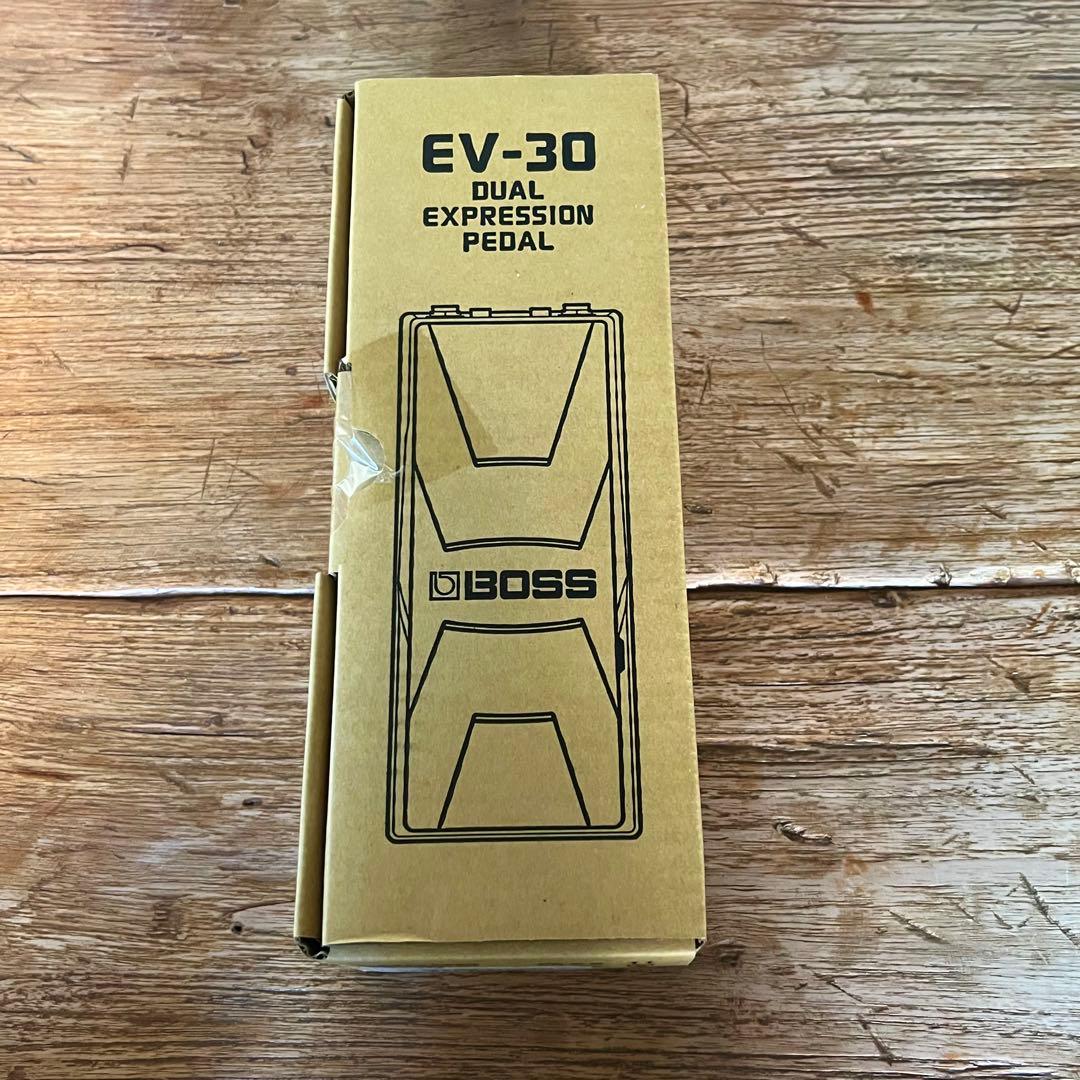 EV-30
DUAL
EXPRESSION
PEDAL
BOSS